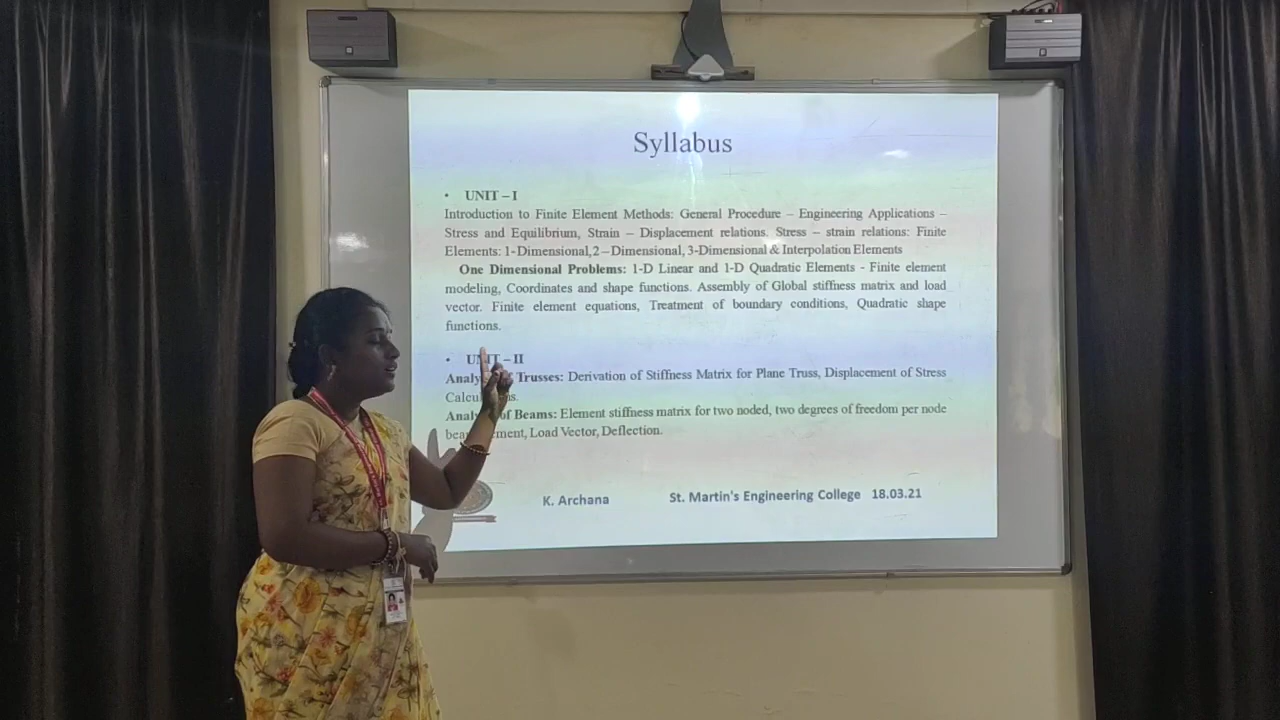 Syllabus
• UNIT – I
Introduction to Finite Element Methods: General Procedure – Engineering Applications –
Stress and Equilibrium, Strain – Displacement relations. Stress – strain relations: Finite
Elements: 1-Dimensional, 2 – Dimensional, 3-Dimensional & Interpolation Elements
One Dimensional Problems: 1-D Linear and 1-D Quadratic Elements - Finite element
modeling, Coordinates and shape functions. Assembly of Global stiffness matrix and load
vector. Finite element equations, Treatment of boundary conditions, Quadratic shape
functions.
• UNIT – II
Trusses: Derivation of Stiffness Matrix for Plane Truss, Displacement of Stress
of Beams: Element stiffness matrix for two noded, two degrees of freedom per node
Load Vector, Deflection.
K. Archana St. Martin's Engineering College 18.03.21